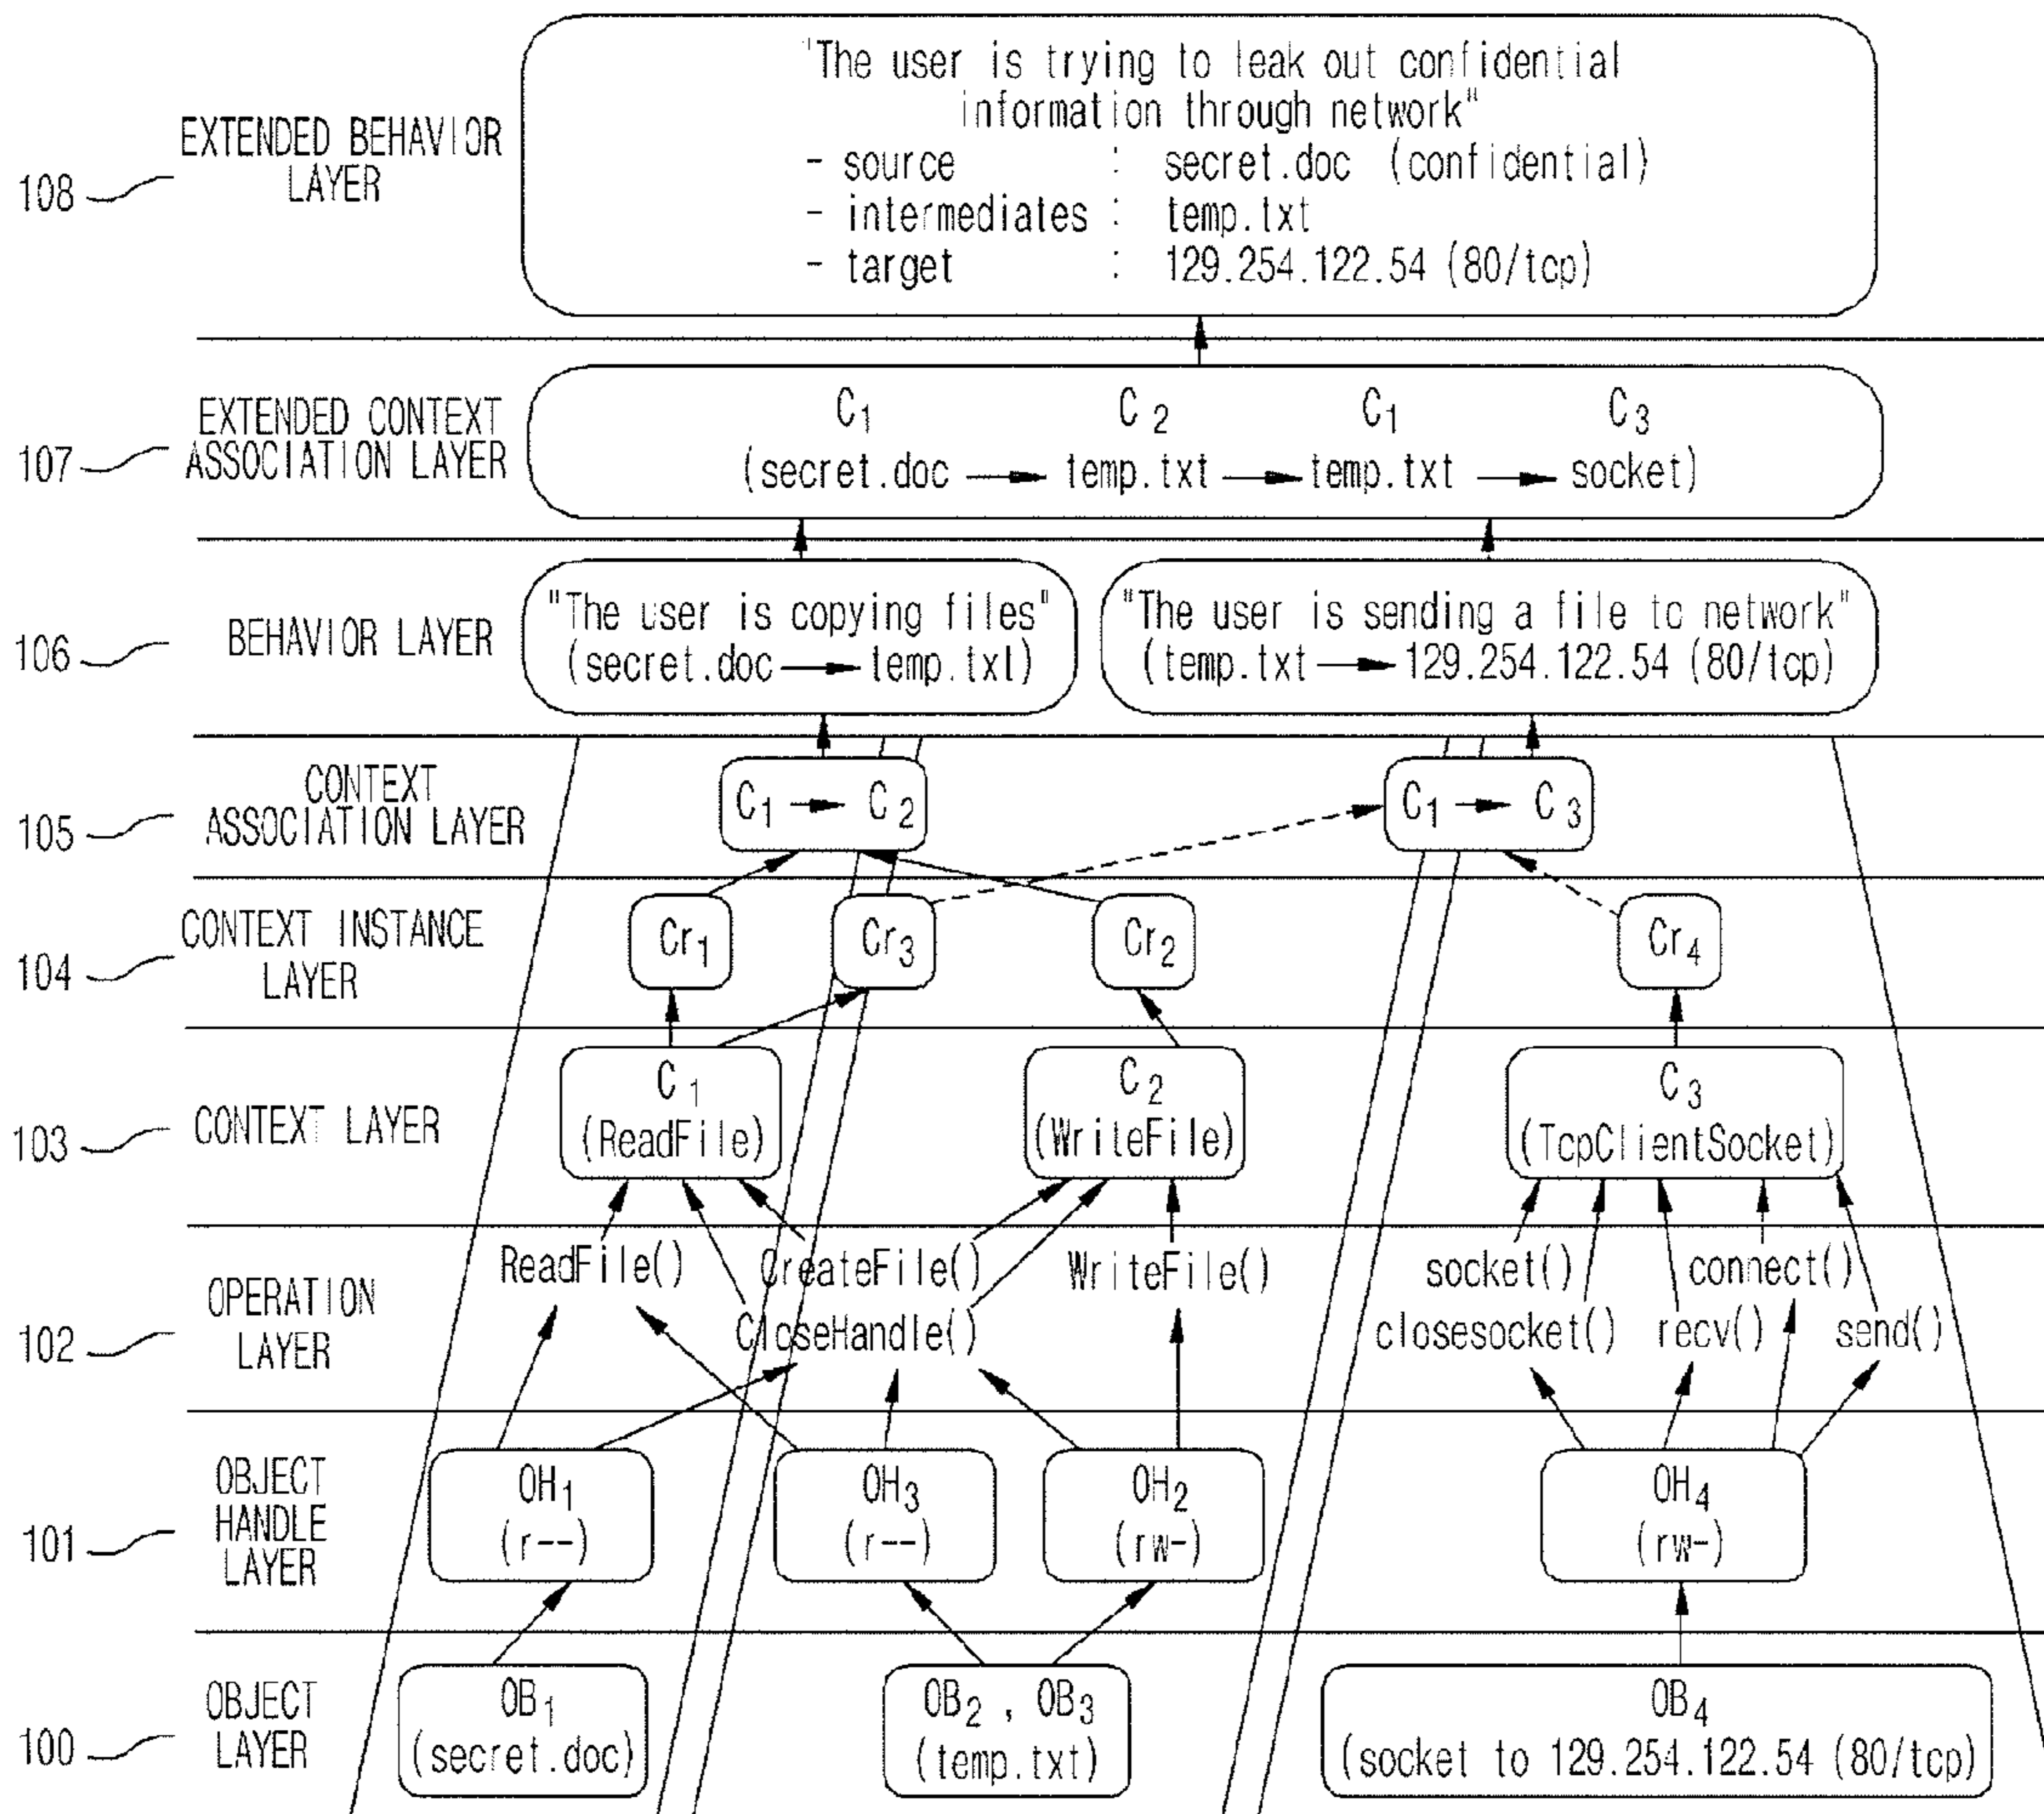 "The user is trying to leak out confidential
information through network"
- source : secret.doc (confidential)
- intermediates : temp.txt
- target : 129.254.122.54 (80/tcp)
EXTENDED BEHAVIOR
LAYER
108
EXTENDED CONTEXT
ASSOCIATION LAYER
107
C1 C2 C1 C3
(secret.doc → temp.txt → temp.txt → socket)
BEHAVIOR LAYER
106
"The user is copying files"
(secret.doc → temp.txt)
"The user is sending a file to network"
(temp.txt → 129.254.122.54 (80/tcp)
CONTEXT
ASSOCIATION LAYER
105
C1 → C2
C1 → C3
CONTEXT INSTANCE
LAYER
104
Cr1
Cr3
Cr2
Cr4
CONTEXT LAYER
103
C1
(ReadFile)
C2
(WriteFile)
C3
(TcpClientSocket)
OPERATION
LAYER
102
ReadFile() CreateFile() WriteFile() socket() connect()
CloseHandle() closesocket() recv() send()
OBJECT
HANDLE
LAYER
101
OH1
(r--)
OH3
(r--)
OH2
(rw-)
OH4
(rw-)
OBJECT
LAYER
100
OB1
(secret.doc)
OB2 , OB3
(temp.txt)
OB4
(socket to 129.254.122.54 (80/tcp)